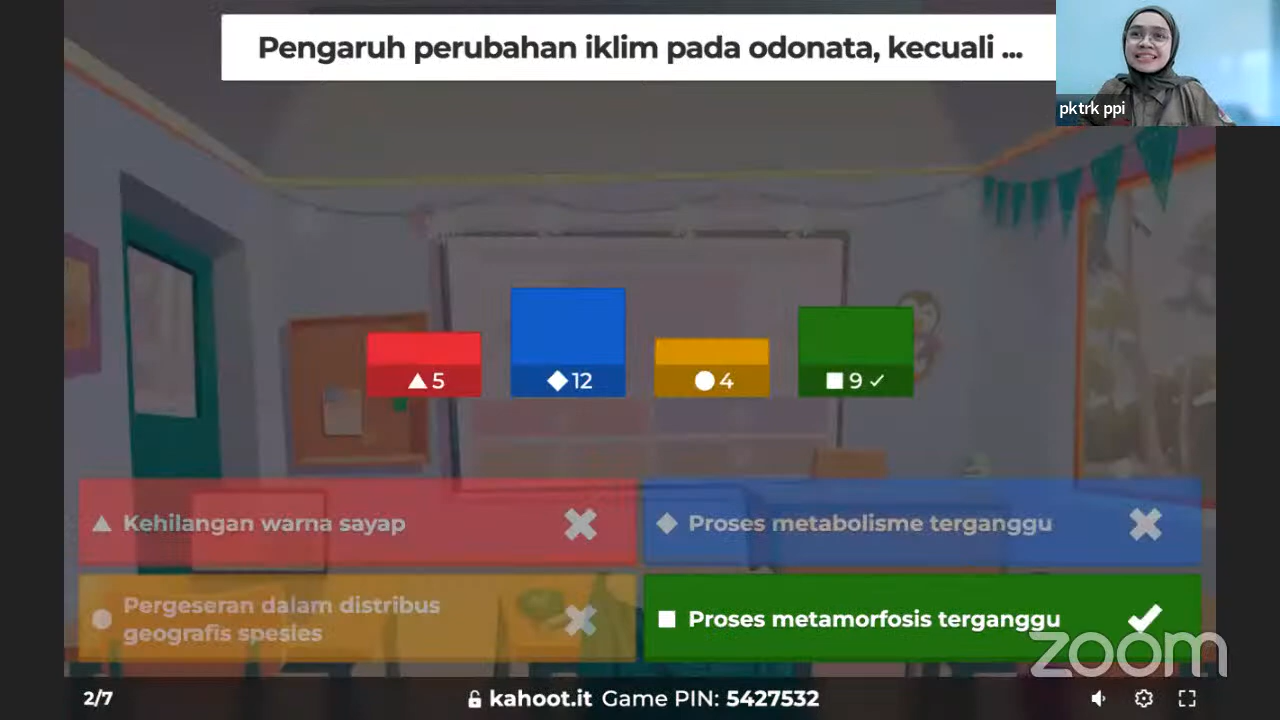 Pengaruh perubahan iklim pada odonata, kecuali ...
pktrk ppi
5
12
4
9
Kehilangan warna sayap
Proses metabolisme terganggu
Pergeseran dalam distribus
geografis spesies
Proses metamorfosis terganggu
zoom
2/7
kahoot.it Game PIN: 5427532